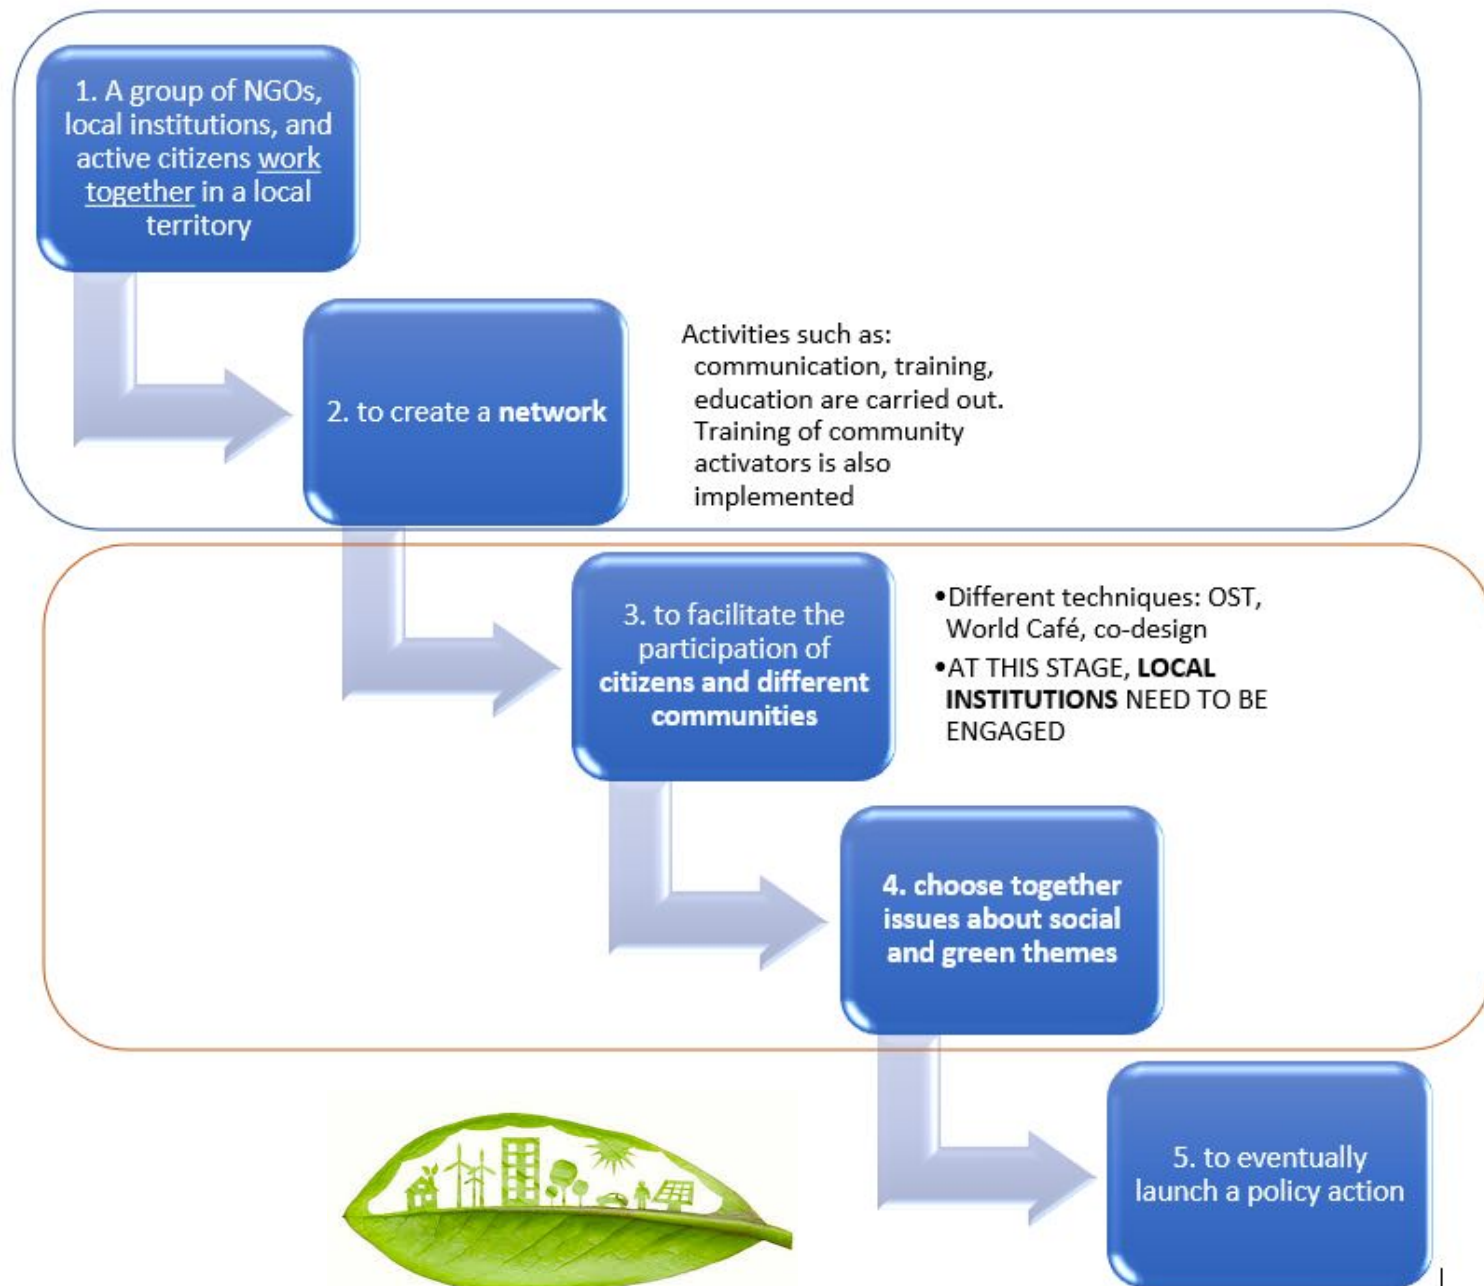 1. A group of NGOs,
local institutions, and
active citizens work
together in a local
territory
2. to create a network
Activities such as:
communication, training,
education are carried out.
Training of community
activators is also
implemented
3. to facilitate the
participation of
citizens and different
communities
•Different techniques: OST,
World Café, co-design
•AT THIS STAGE, LOCAL
INSTITUTIONS NEED TO BE
ENGAGED
4. choose together
issues about social
and green themes
5. to eventually
launch a policy action